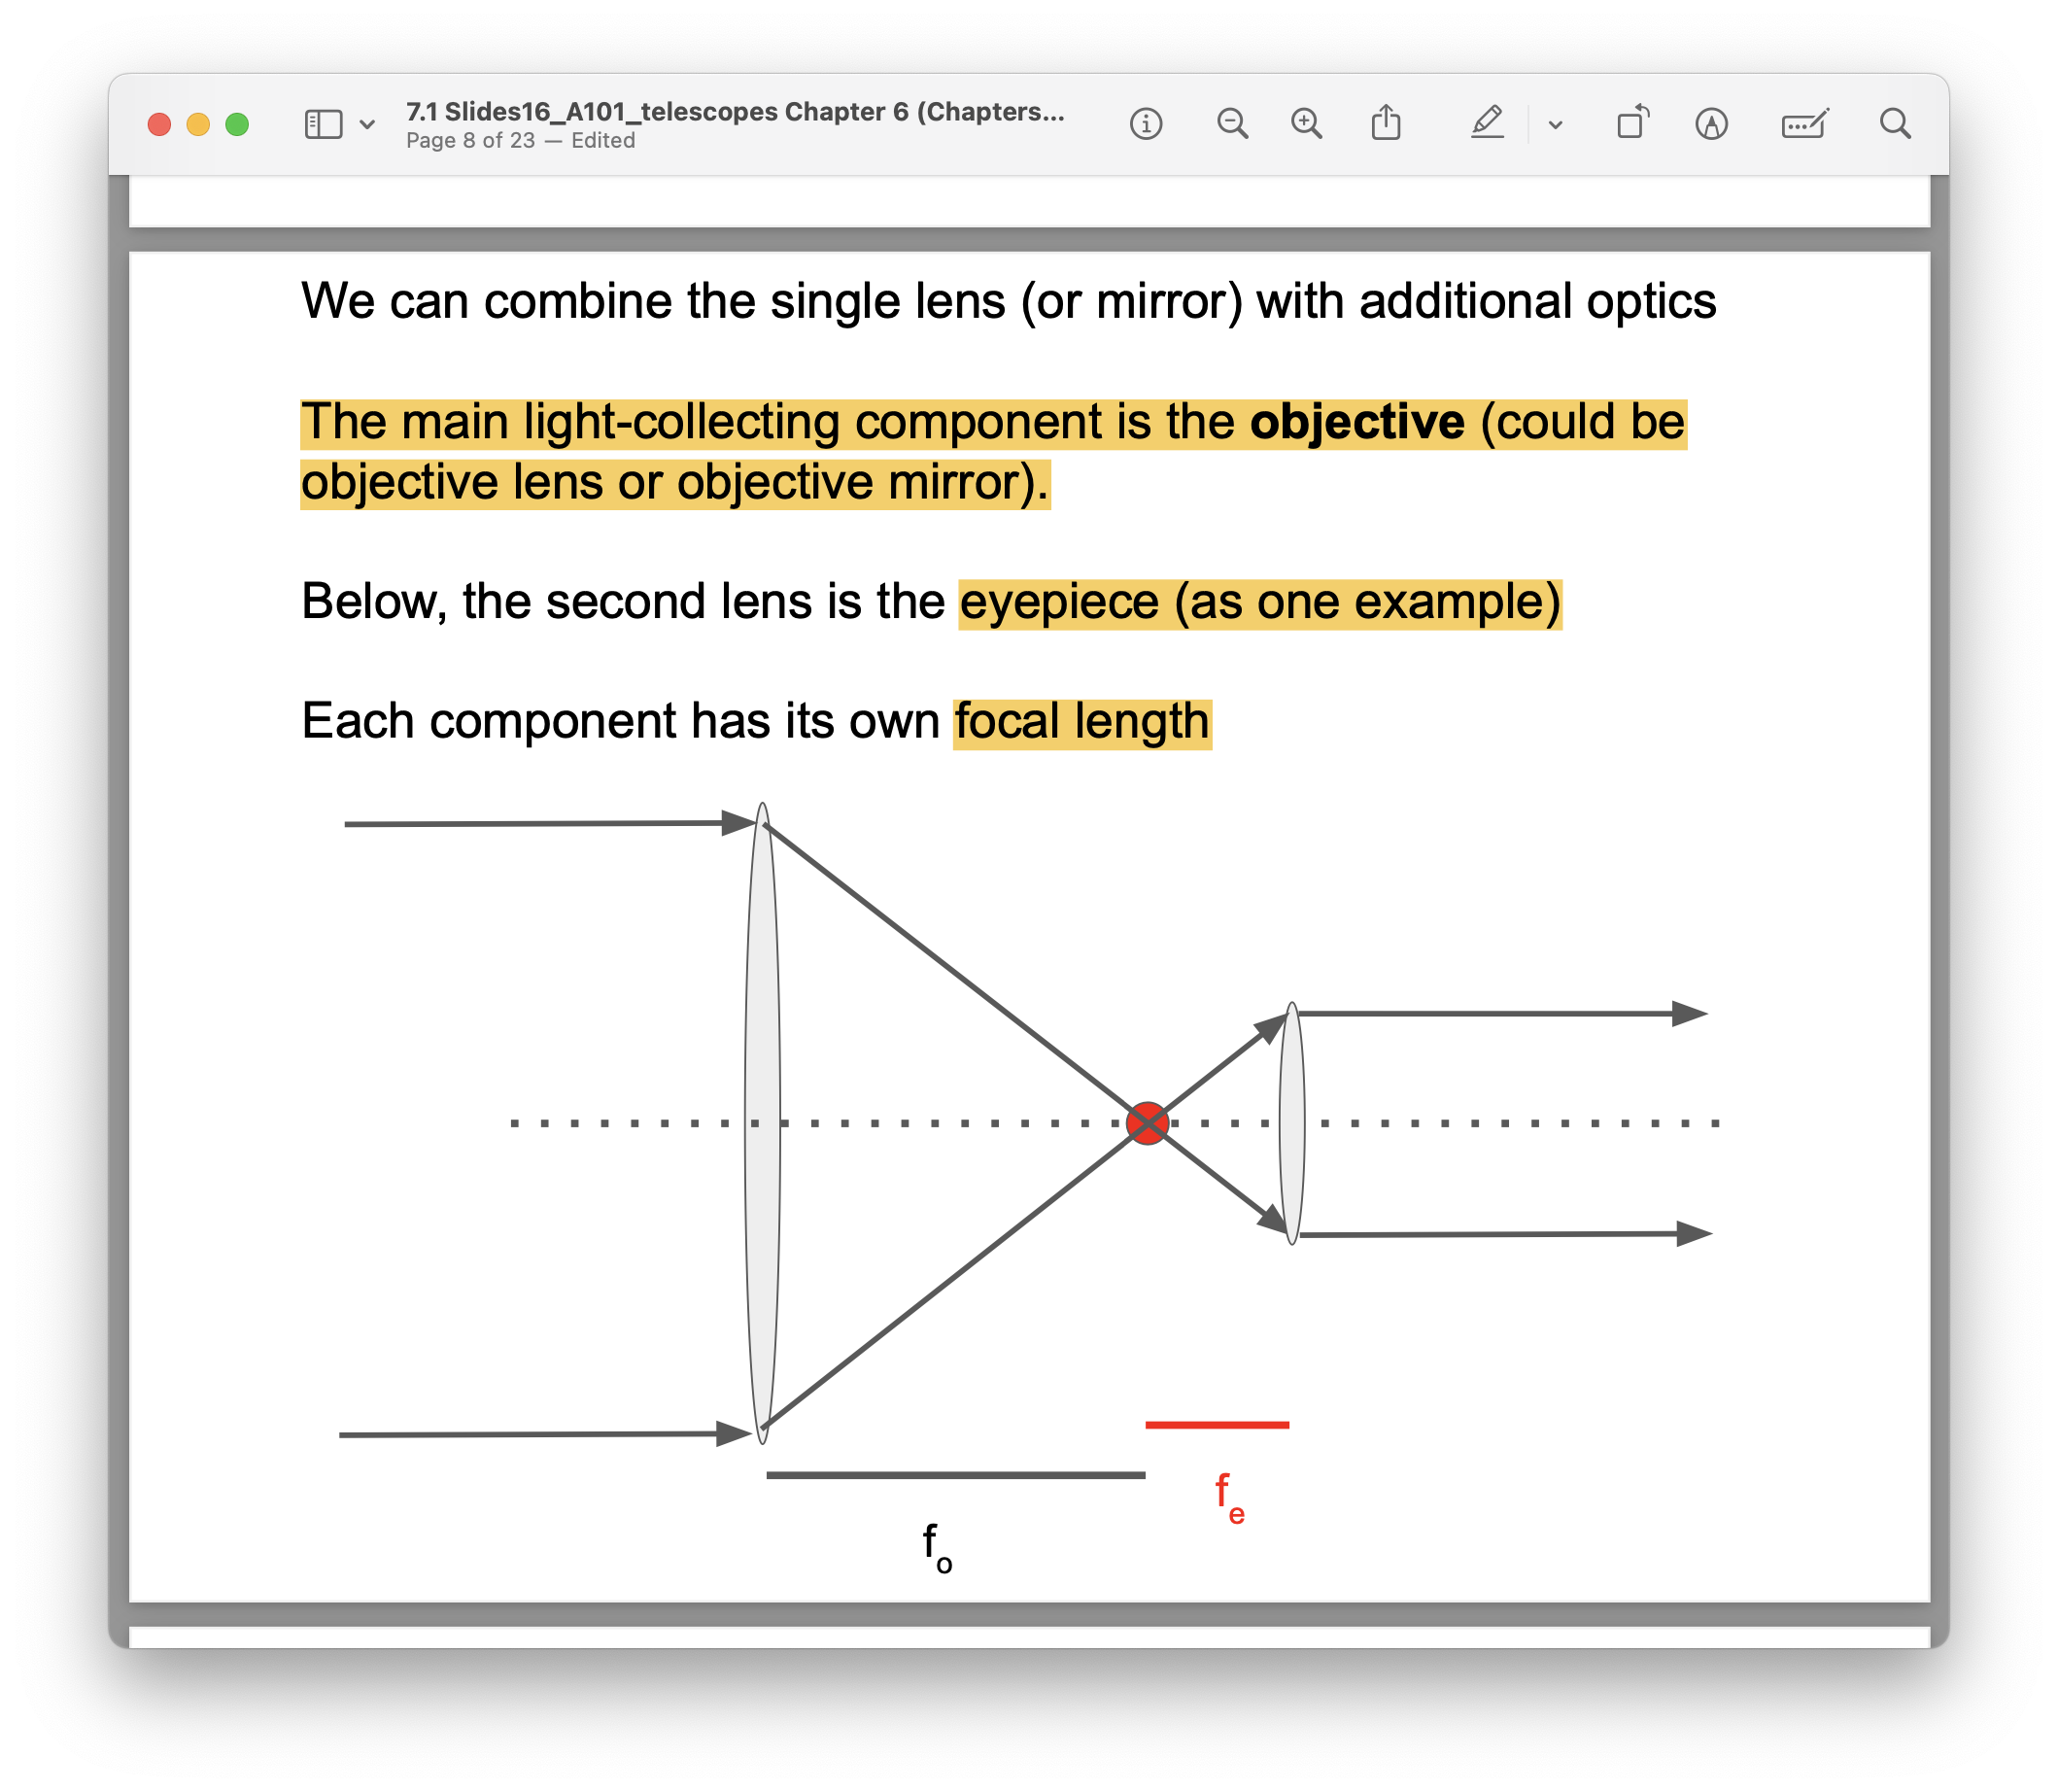 7.1 Slides16_A101_telescopes Chapter 6 (Chapters...
Page 8 of 23 — Edited
We can combine the single lens (or mirror) with additional optics
The main light-collecting component is the objective (could be
objective lens or objective mirror).
Below, the second lens is the eyepiece (as one example)
Each component has its own focal length
fe
fo